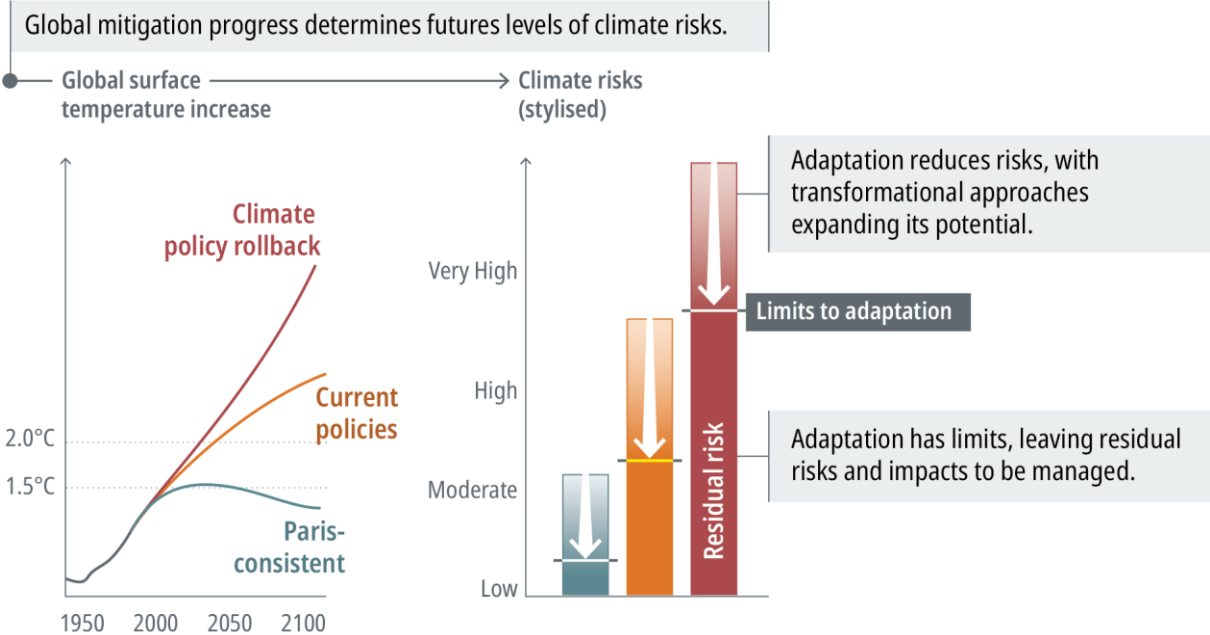 Global mitigation progress determines futures levels of climate risks.
Global surface
temperature increase
Climate risks
(stylised)
Climate
policy rollback
Current
policies
Paris-
consistent
2.0°C
1.5°C
1950
2000
2050
2100
Very High
High
Moderate
Low
Residual risk
Adaptation reduces risks, with
transformational approaches
expanding its potential.
Limits to adaptation
Adaptation has limits, leaving residual
risks and impacts to be managed.